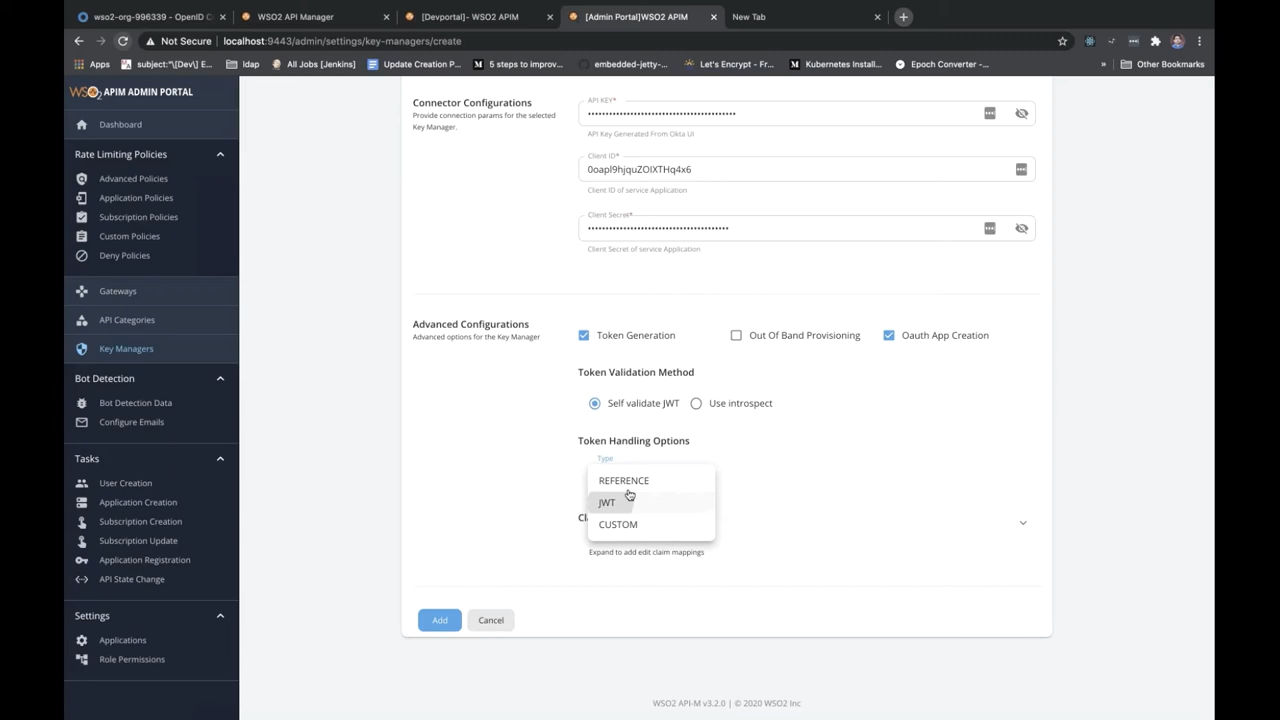 wso2-org-996339 - OpenID C
WSO2 API Manager
[Devportal]- WSO2 APIM
[Admin Portal]WSO2 APIM
New Tab
Not Secure
localhost:9443/admin/settings/key-managers/create
Apps
subject:"\[Dev\] E...
ldap
All Jobs [Jenkins]
Update Creation P...
5 steps to improv...
embedded-jetty-...
Let's Encrypt - Fr...
Kubernetes Install...
Epoch Converter -...
»
Other Bookmarks
WSO2 APIM ADMIN PORTAL
Dashboard
Rate Limiting Policies
Advanced Policies
Application Policies
Subscription Policies
Custom Policies
Deny Policies
Gateways
API Categories
Key Managers
Bot Detection
Bot Detection Data
Configure Emails
Tasks
User Creation
Application Creation
Subscription Creation
Subscription Update
Application Registration
API State Change
Settings
Applications
Role Permissions
Connector Configurations
Provide connection params for the selected
Key Manager.
API KEY*
API Key Generated From Okta UI
Client ID*
0oapl9hjquZOIXTHq4x6
Client ID of service Application
Client Secret*
Client Secret of service Application
Advanced Configurations
Advanced options for the Key Manager
Token Generation
Out Of Band Provisioning
Oauth App Creation
Token Validation Method
Self validate JWT
Use introspect
Token Handling Options
Type
REFERENCE
JWT
CUSTOM
Cl
Expand to add edit claim mappings
Add
Cancel
WSO2 API-M v3.2.0 | © 2020 WSO2 Inc